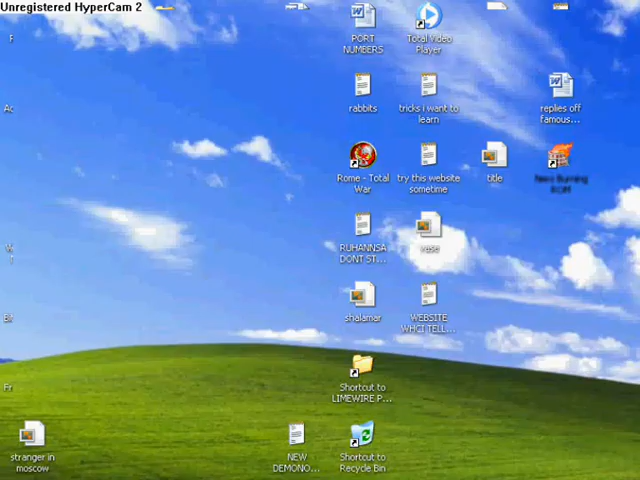 Unregistered HyperCam 2
PORT
NUMBERS
Total Video
Player
rabbits
tricks i want to
learn
replies off
famous...
Rome - Total
War
try this website
sometime
title
Nero Burning
ROM
RUHANNSA
DONT ST...
rase
shalamar
WEBSITE
WHCI TELL...
Shortcut to
LIMEWIRE P...
stranger in
moscow
NEW
DEMONO...
Shortcut to
Recycle Bin